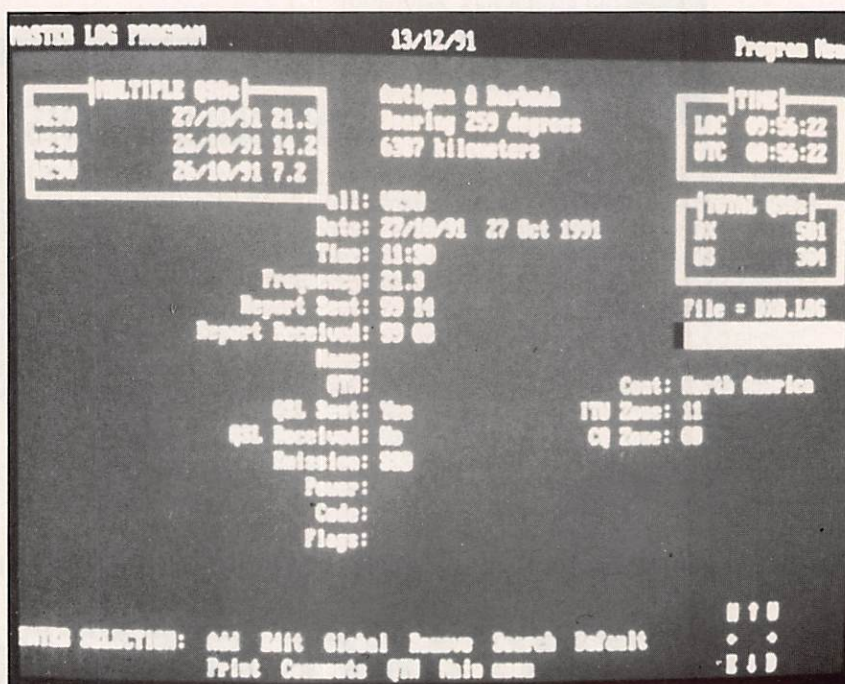 MASTER LOG PROGRAM 13/12/91 Program Menu
MULTIPLE QSOs
27/10/91 21.3
26/10/91 14.2
26/10/91 7.2
Antigua & Barbuda
Bearing 259 degrees
6387 kilometers
TIME
LOC 09:56:22
UTC 08:56:22
TOTAL QSOs
DX 501
US 304
File =
Call:
Date: 27/10/91 27 Oct 1991
Time: 11:30
Frequency: 21.3
Report Sent: 59 14
Report Received: 59 08
Name:
QTH:
QSL Sent: Yes
QSL Received: No
Emission: SSB
Power:
Code:
Flags:
Cont: North America
ITU Zone: 11
CQ Zone: 08
ENTER SELECTION: Add Edit Global Remove Search Default
Print Comments QTH Main menu